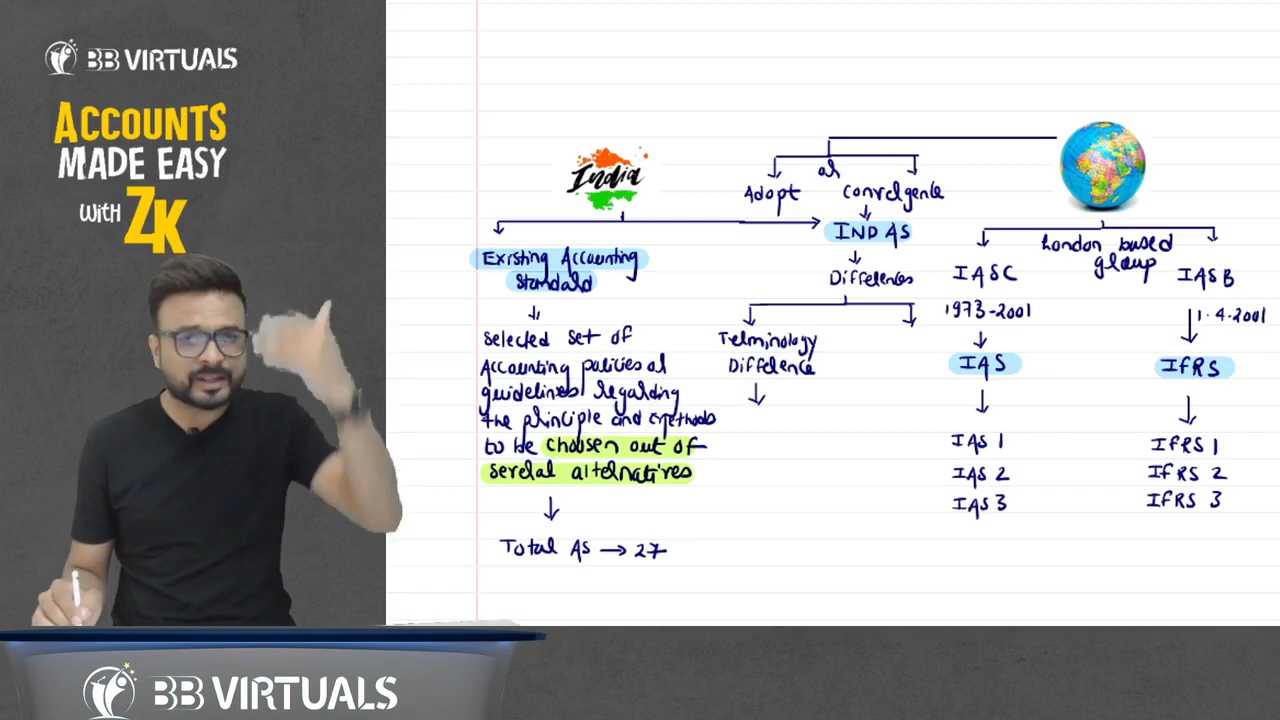 BB VIRTUALS
ACCOUNTS
MADE EASY
WITH ZK
India
Existing Accounting
Standard
Selected set of
Accounting policies or
guidelines regarding
the principle and methods
to be choosen out of
several alternatives
Total AS → 27
or
Adopt
Convergence
IND AS
Differences
Terminology
Difference
London based
group
IASC
1973-2001
IAS
IAS 1
IAS 2
IAS 3
IASB
1.4.2001
IFRS
IFRS 1
IFRS 2
IFRS 3
BB VIRTUALS